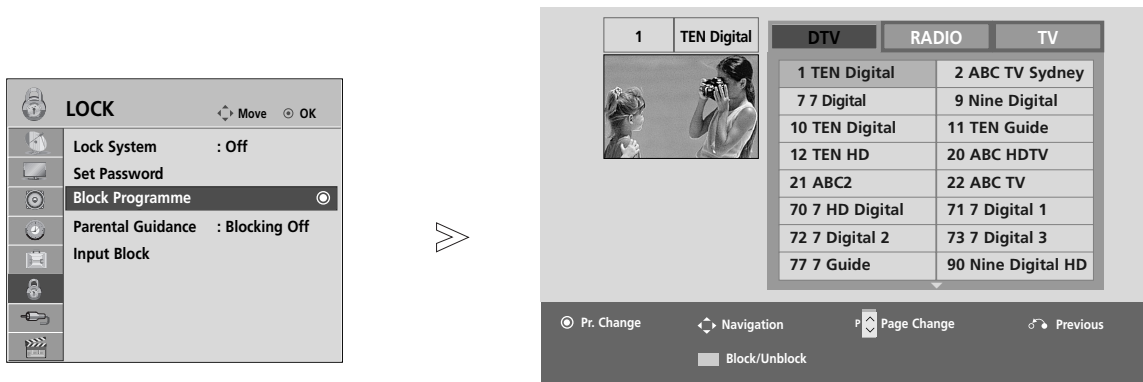 LOCK
Move OK
Lock System : Off
Set Password
Block Programme
Parental Guidance : Blocking Off
Input Block
1 TEN Digital
DTV RADIO TV
1 TEN Digital 2 ABC TV Sydney
7 7 Digital 9 Nine Digital
10 TEN Digital 11 TEN Guide
12 TEN HD 20 ABC HDTV
21 ABC2 22 ABC TV
70 7 HD Digital 71 7 Digital 1
72 7 Digital 2 73 7 Digital 3
77 7 Guide 90 Nine Digital HD
Pr. Change Navigation P Page Change Previous
Block/Unblock